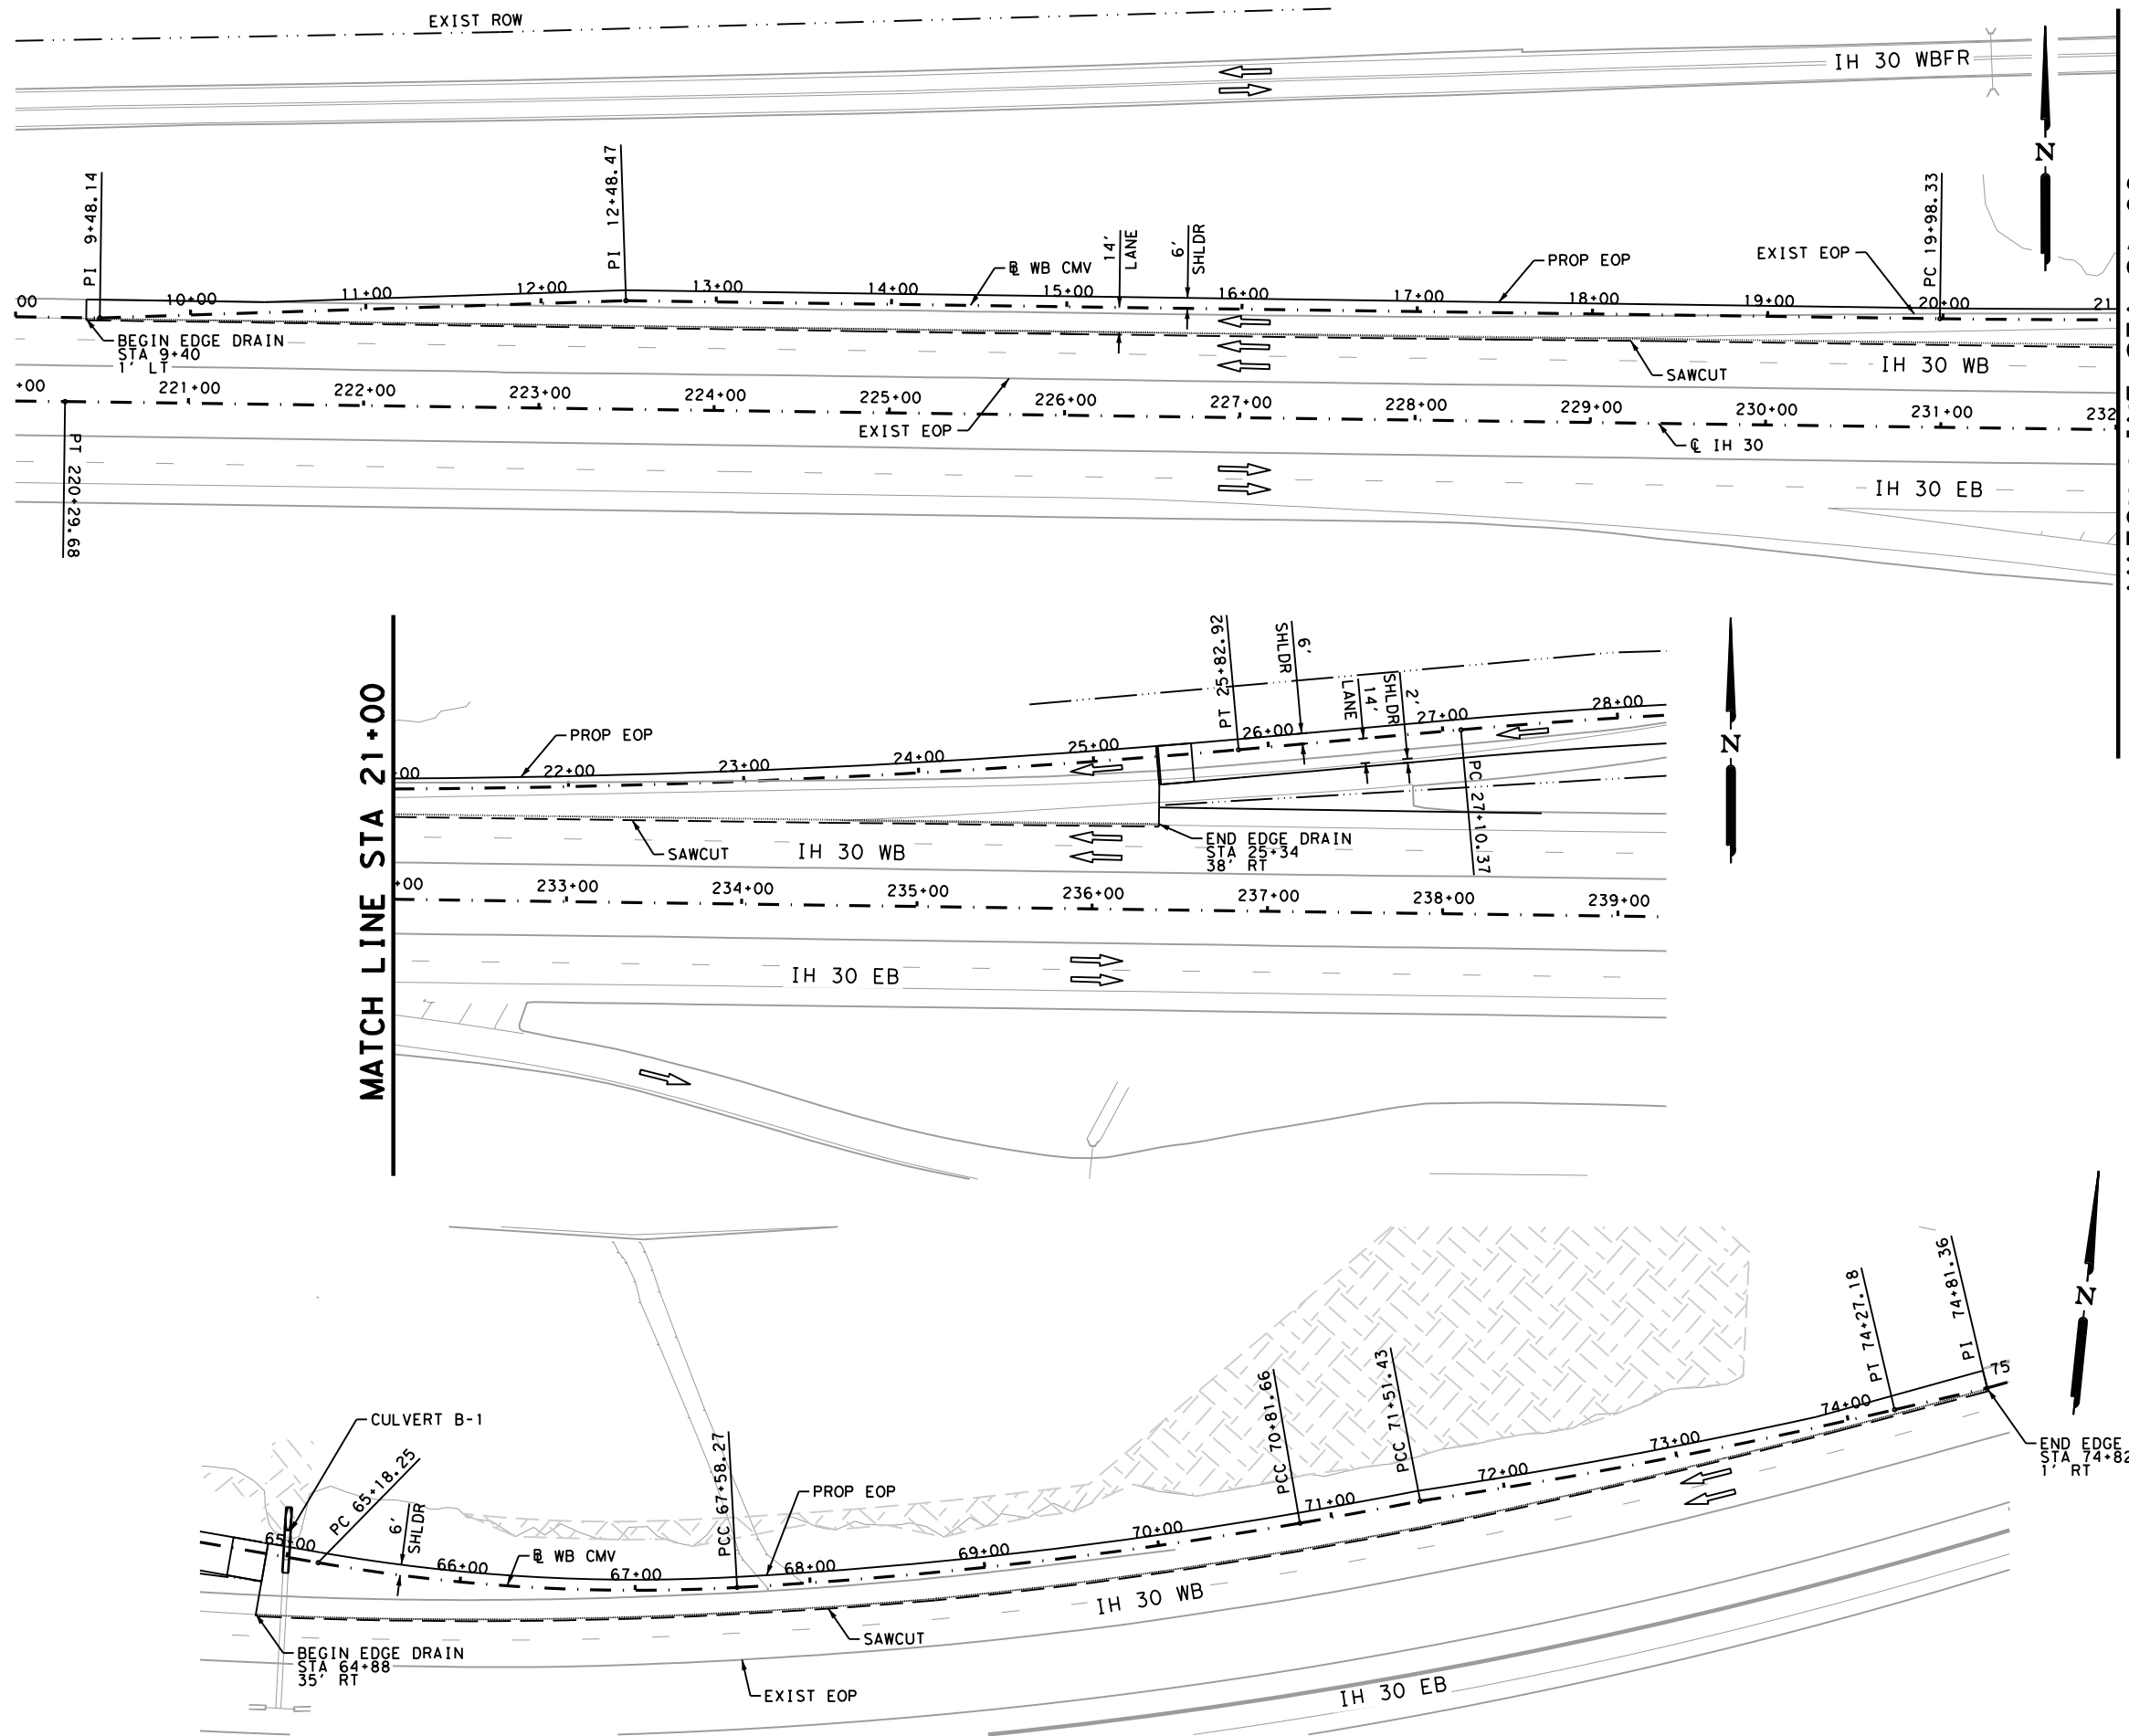 EXIST ROW
IH 30 WBFR
N
PI 9+48.14
PI 12+48.47
14' LANE
6' SHLDR
PC 19+98.33
℄ WB CMV
PROP EOP
EXIST EOP
00
10+00
11+00
12+00
13+00
14+00
15+00
16+00
17+00
18+00
19+00
20+00
21
BEGIN EDGE DRAIN
STA 9+40
1' LT
SAWCUT
IH 30 WB
+00
221+00
222+00
223+00
224+00
225+00
226+00
227+00
228+00
229+00
230+00
231+00
232
PT 220+29.68
EXIST EOP
℄ IH 30
IH 30 EB
MATCH LINE STA 21+00
PROP EOP
PT 25+82.92
6' SHLDR
14' LANE
2' SHLDR
PC 27+10.37
N
00
22+00
23+00
24+00
25+00
26+00
27+00
28+00
SAWCUT
IH 30 WB
END EDGE DRAIN
STA 25+34
38' RT
+00
233+00
234+00
235+00
236+00
237+00
238+00
239+00
IH 30 EB
CULVERT B-1
PC 65+18.25
6' SHLDR
PCC 67+58.27
PROP EOP
PCC 70+81.66
PCC 71+51.43
PT 74+27.18
PI 74+81.36
N
65+00
66+00
67+00
68+00
69+00
70+00
71+00
72+00
73+00
74+00
75
℄ WB CMV
END EDGE
STA 74+82
1' RT
IH 30 WB
SAWCUT
BEGIN EDGE DRAIN
STA 64+88
35' RT
EXIST EOP
IH 30 EB